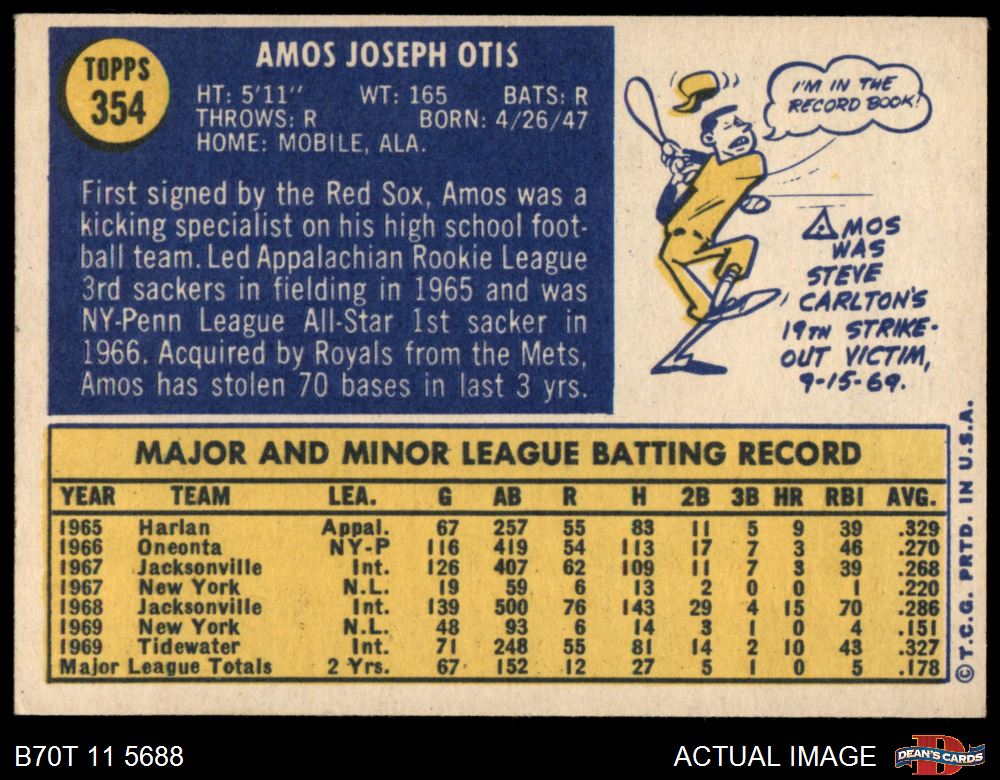 TOPPS
354
AMOS JOSEPH OTIS
HT: 5'11" WT: 165 BATS: R
THROWS: R BORN: 4/26/47
HOME: MOBILE, ALA.
First signed by the Red Sox, Amos was a
kicking specialist on his high school foot-
ball team. Led Appalachian Rookie League
3rd sackers in fielding in 1965 and was
NY-Penn League All-Star 1st sacker in
1966. Acquired by Royals from the Mets,
Amos has stolen 70 bases in last 3 yrs.
I'M IN THE
RECORD BOOK!
AMOS
WAS
STEVE
CARLTON'S
19TH STRIKE-
OUT VICTIM,
9-15-69.
MAJOR AND MINOR LEAGUE BATTING RECORD
YEAR TEAM LEA. G AB R H 2B 3B HR RBI AVG.
1965 Harlan Appal. 67 257 55 83 11 5 9 39 .329
1966 Oneonta NY-P 116 419 54 113 17 7 3 46 .270
1967 Jacksonville Int. 126 407 62 109 11 7 3 39 .268
1967 New York N.L. 19 59 6 13 2 0 0 1 .220
1968 Jacksonville Int. 139 500 76 143 29 4 15 70 .286
1969 New York N.L. 48 93 6 14 3 1 0 4 .151
1969 Tidewater Int. 71 248 55 81 14 2 10 43 .327
Major League Totals 2 Yrs. 67 152 12 27 5 1 0 5 .178
©T.C.G. PRTD. IN U.S.A.
B70T 11 5688
ACTUAL IMAGE
DEAN'S CARDS